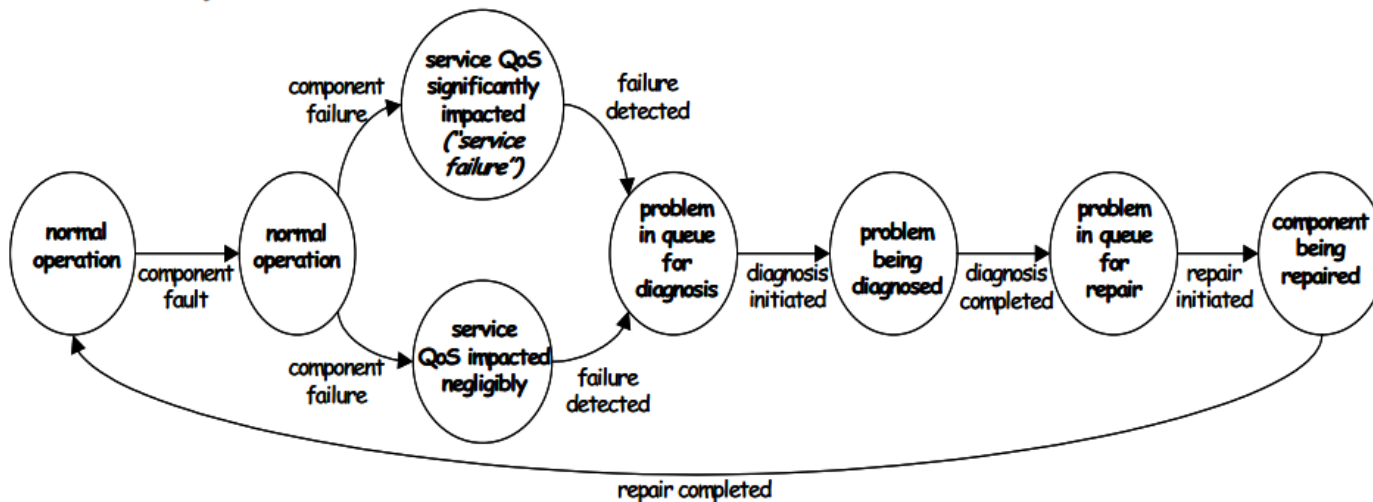 normal
operation
component
fault
normal
operation
component
failure
service QoS
significantly
impacted
("service
failure")
failure
detected
component
failure
service
QoS impacted
negligibly
failure
detected
problem
in queue
for
diagnosis
diagnosis
initiated
problem
being
diagnosed
diagnosis
completed
problem
in queue
for
repair
repair
initiated
component
being
repaired
repair completed